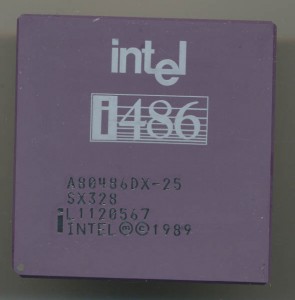 intel
i486
A80486DX-25
SX328
L1120567
INTEL Ⓜ©1989